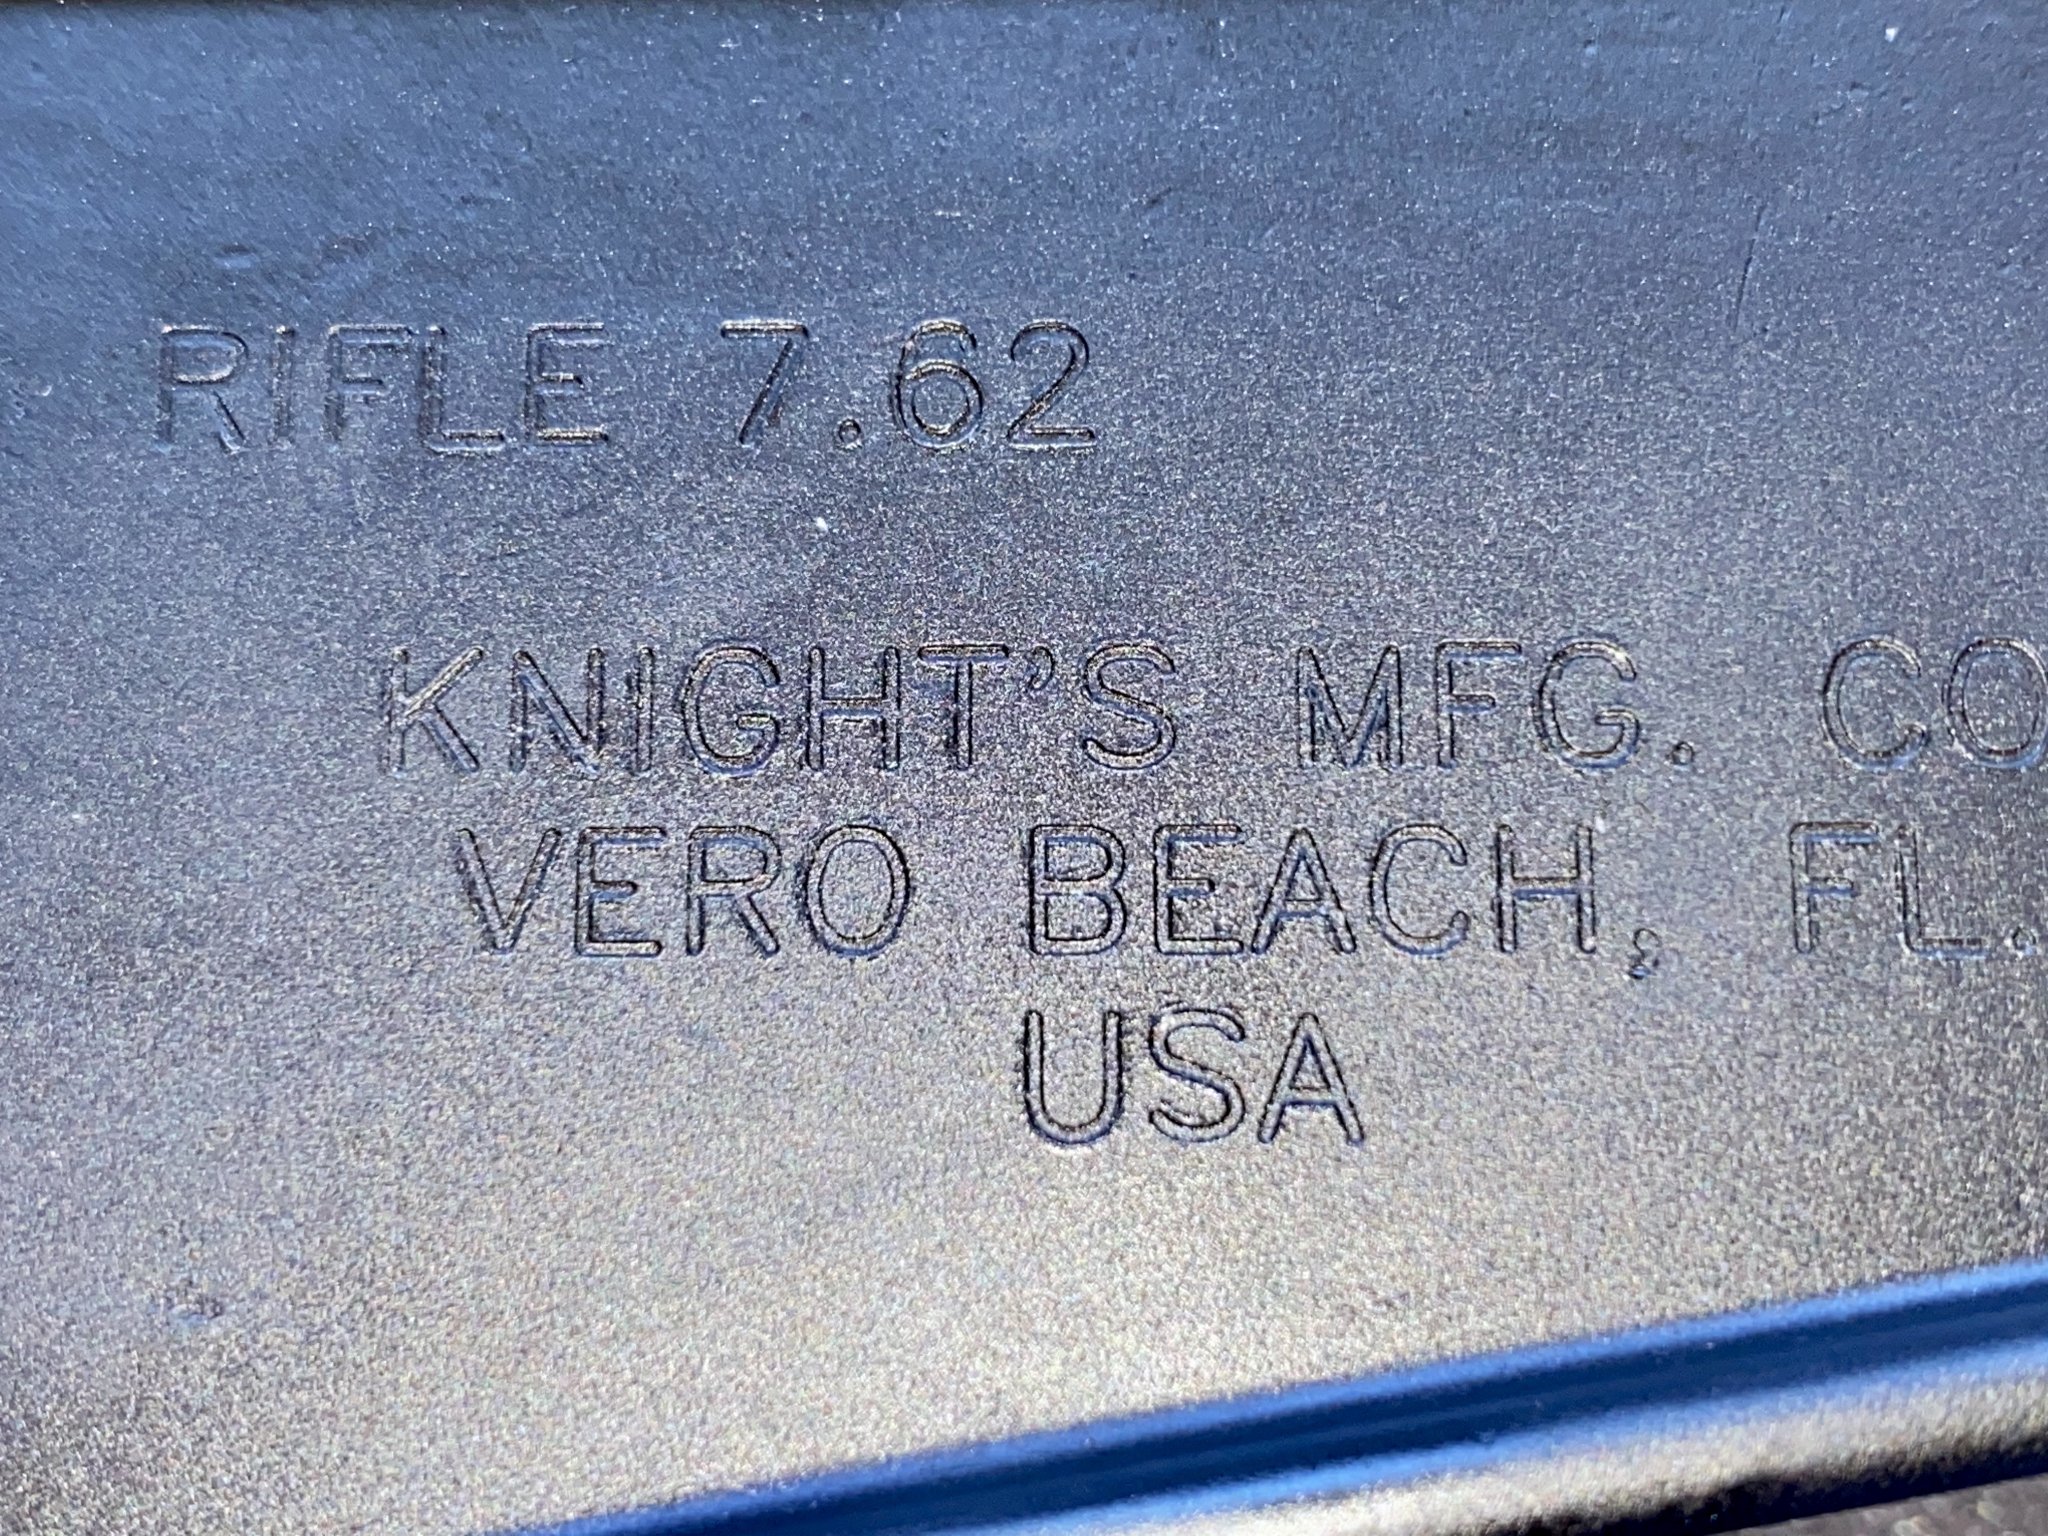 RIFLE 7.62
KNIGHT'S MFG. CO
VERO BEACH, FL.
USA